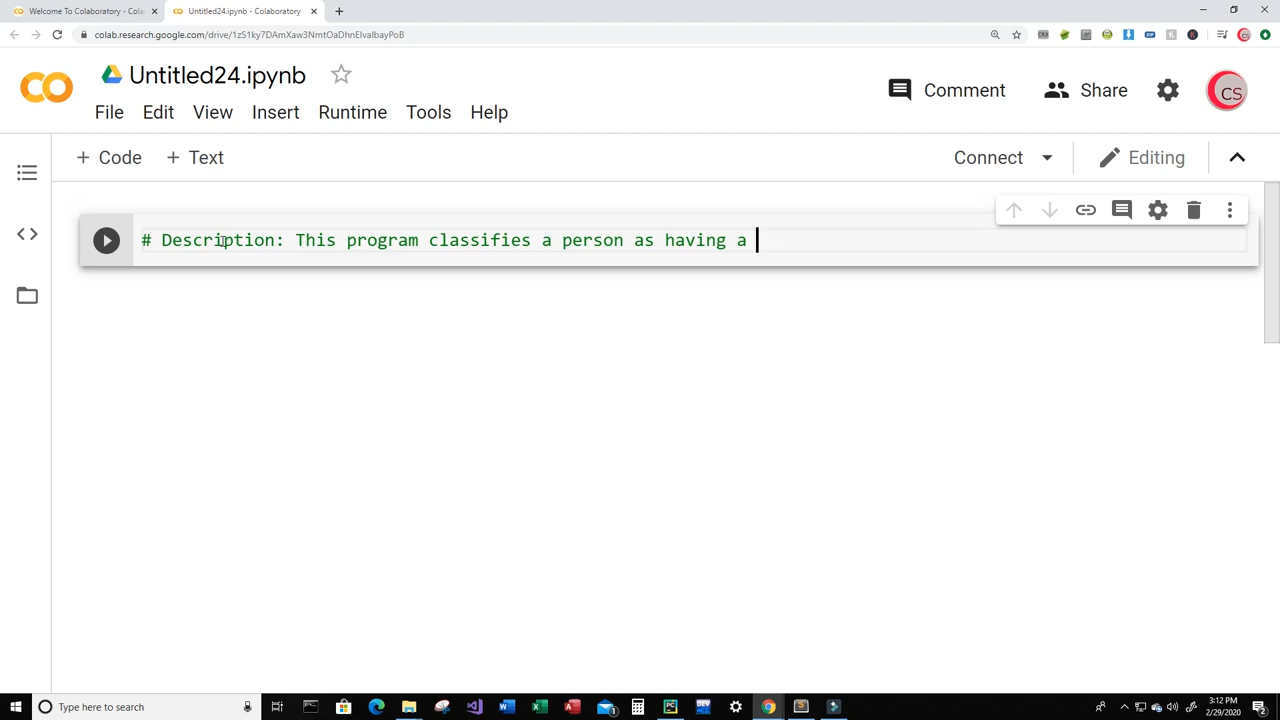 Welcome To Colaboratory - Colal
Untitled24.ipynb - Colaboratory
colab.research.google.com/drive/1zS1ky7DAmXaw3NmtOaDhnElvalbayPoB
Untitled24.ipynb
Comment
Share
CS
File Edit View Insert Runtime Tools Help
+ Code + Text
Connect
Editing
# Description: This program classifies a person as having a
Type here to search
3:12 PM
2/29/2020